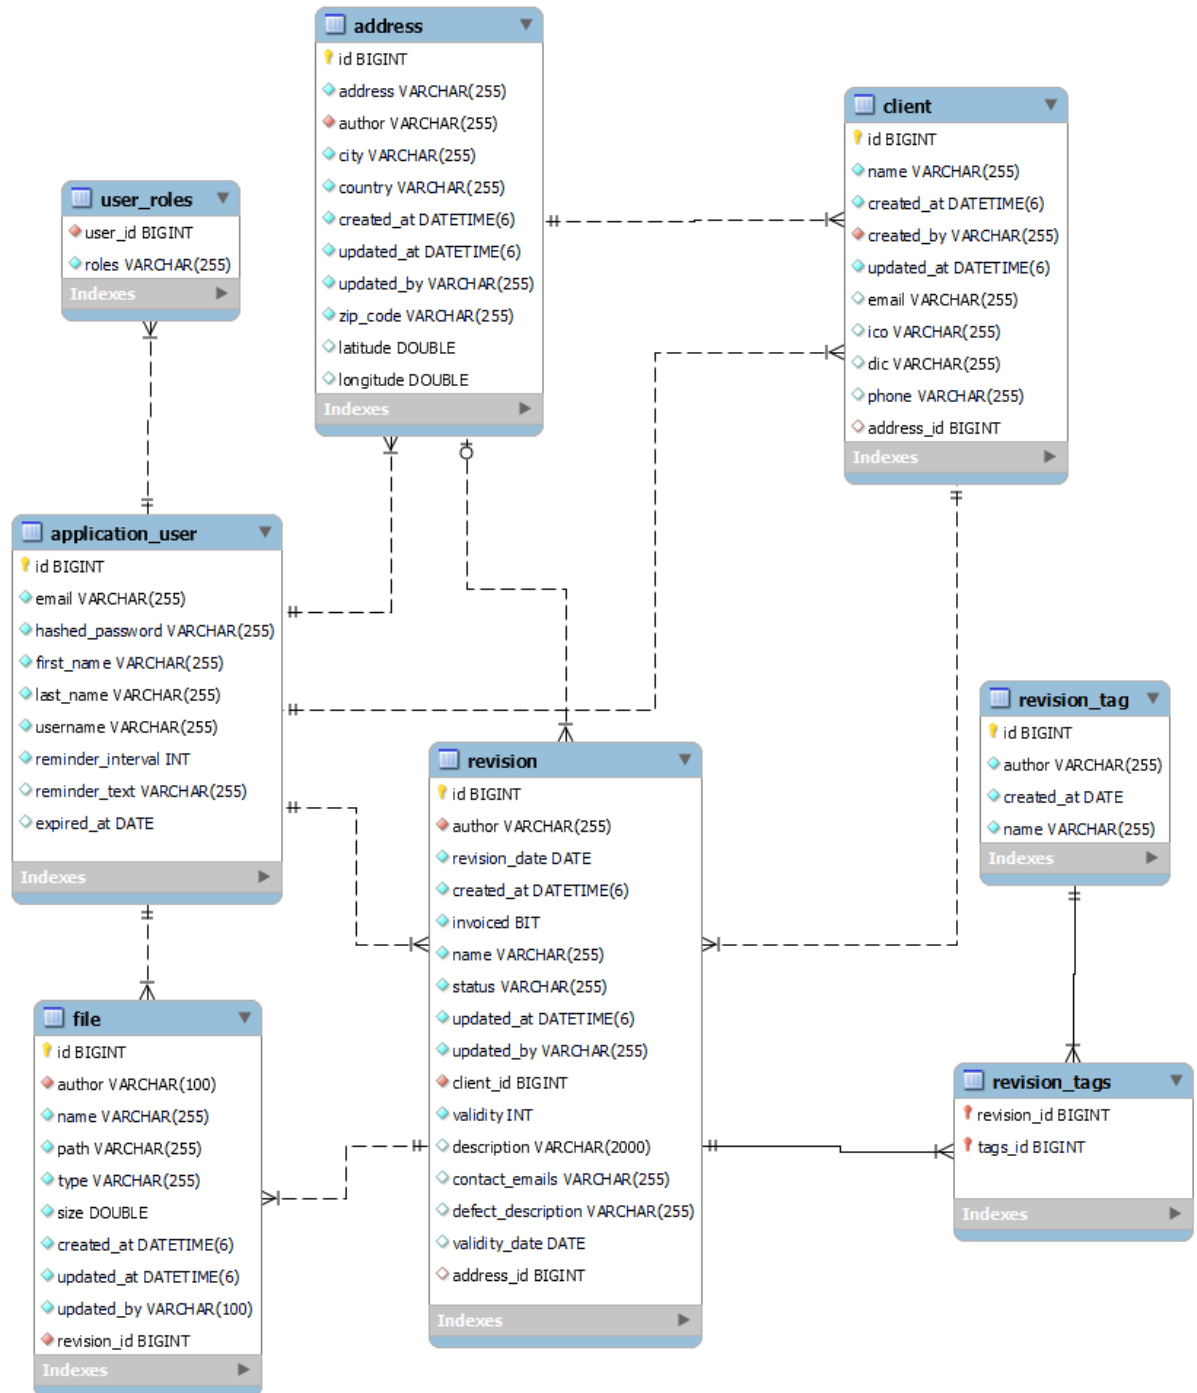 address
id BIGINT
address VARCHAR(255)
author VARCHAR(255)
city VARCHAR(255)
country VARCHAR(255)
created_at DATETIME(6)
updated_at DATETIME(6)
updated_by VARCHAR(255)
zip_code VARCHAR(255)
latitude DOUBLE
longitude DOUBLE
Indexes
client
id BIGINT
name VARCHAR(255)
created_at DATETIME(6)
created_by VARCHAR(255)
updated_at DATETIME(6)
email VARCHAR(255)
ico VARCHAR(255)
dic VARCHAR(255)
phone VARCHAR(255)
address_id BIGINT
Indexes
user_roles
user_id BIGINT
roles VARCHAR(255)
Indexes
application_user
id BIGINT
email VARCHAR(255)
hashed_password VARCHAR(255)
first_name VARCHAR(255)
last_name VARCHAR(255)
username VARCHAR(255)
reminder_interval INT
reminder_text VARCHAR(255)
expired_at DATE
Indexes
revision
id BIGINT
author VARCHAR(255)
revision_date DATE
created_at DATETIME(6)
invoiced BIT
name VARCHAR(255)
status VARCHAR(255)
updated_at DATETIME(6)
updated_by VARCHAR(255)
client_id BIGINT
validity INT
description VARCHAR(2000)
contact_emails VARCHAR(255)
defect_description VARCHAR(255)
validity_date DATE
address_id BIGINT
Indexes
revision_tag
id BIGINT
author VARCHAR(255)
created_at DATE
name VARCHAR(255)
Indexes
file
id BIGINT
author VARCHAR(100)
name VARCHAR(255)
path VARCHAR(255)
type VARCHAR(255)
size DOUBLE
created_at DATETIME(6)
updated_at DATETIME(6)
updated_by VARCHAR(100)
revision_id BIGINT
Indexes
revision_tags
revision_id BIGINT
tags_id BIGINT
Indexes